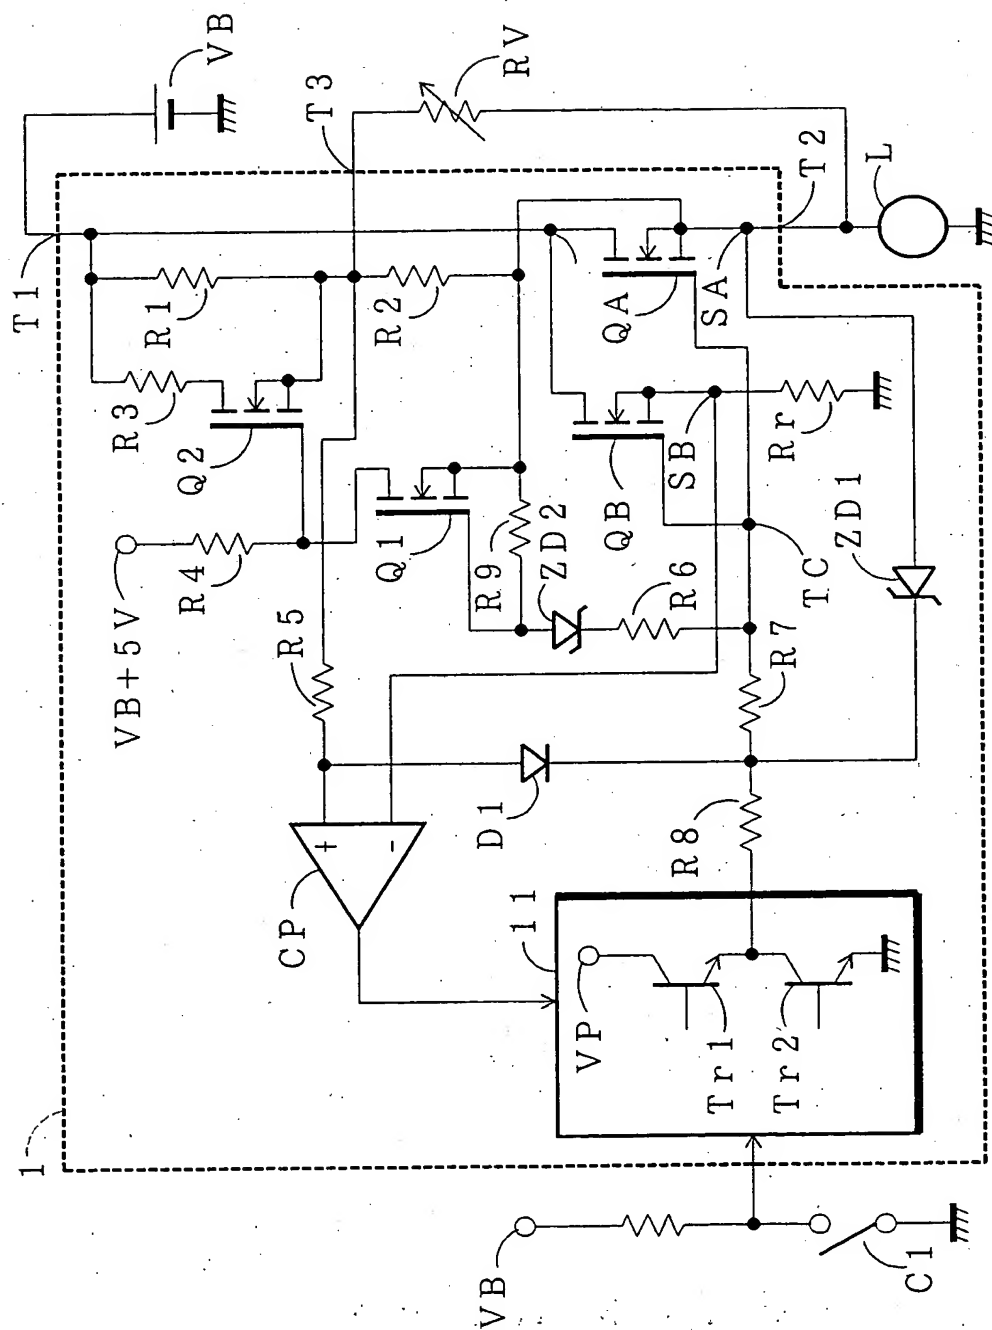 VB
T3
RV
T1
R1
R2
T2
L
R3
Q2
QA
SA
VB+5V
R4
Q1
R9
ZD2
QB
SB
Rr
R5
R6
TC
ZD1
R7
D1
+
-
CP
R8
11
VP
Tr1
Tr2
1
VB
C1